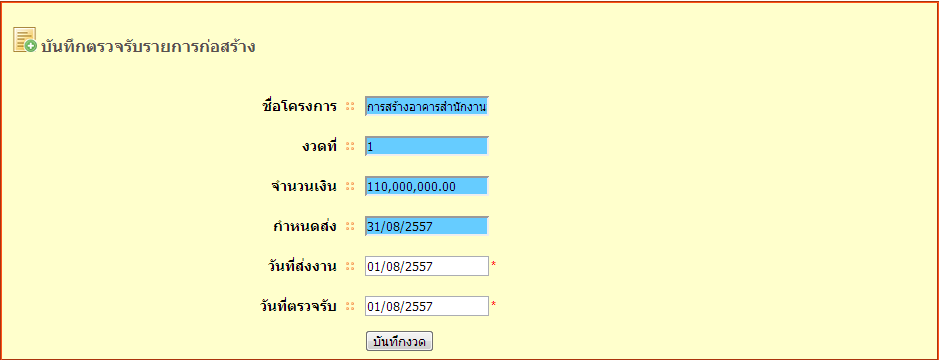 บันทึกตรวจรับรายการก่อสร้าง
ชื่อโครงการ :: การสร้างอาคารสำนักงาน
งวดที่ :: 1
จำนวนเงิน :: 110,000,000.00
กำหนดส่ง :: 31/08/2557
วันที่ส่งงาน :: 01/08/2557 *
วันที่ตรวจรับ :: 01/08/2557 *
บันทึกงวด